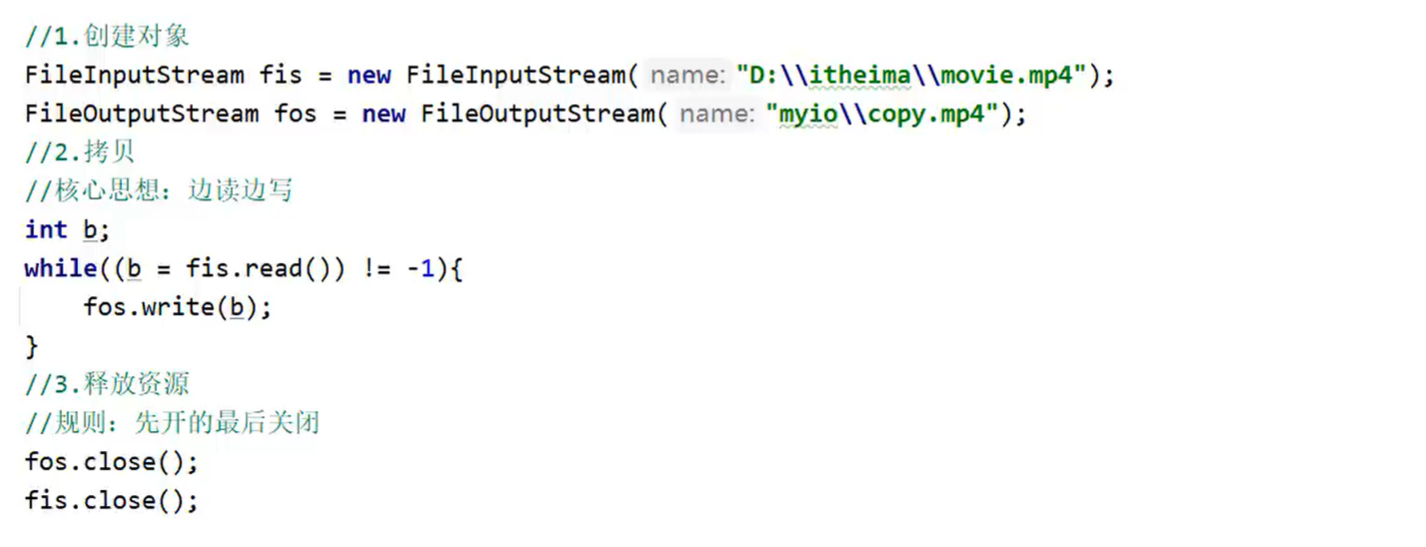 //1.创建对象
FileInputStream fis = new FileInputStream( name: "D:\\itheima\\movie.mp4");
FileOutputStream fos = new FileOutputStream( name: "myio\\copy.mp4");
//2.拷贝
//核心思想：边读边写
int b;
while((b = fis.read()) != -1){
    fos.write(b);
}
//3.释放资源
//规则：先开的最后关闭
fos.close();
fis.close();